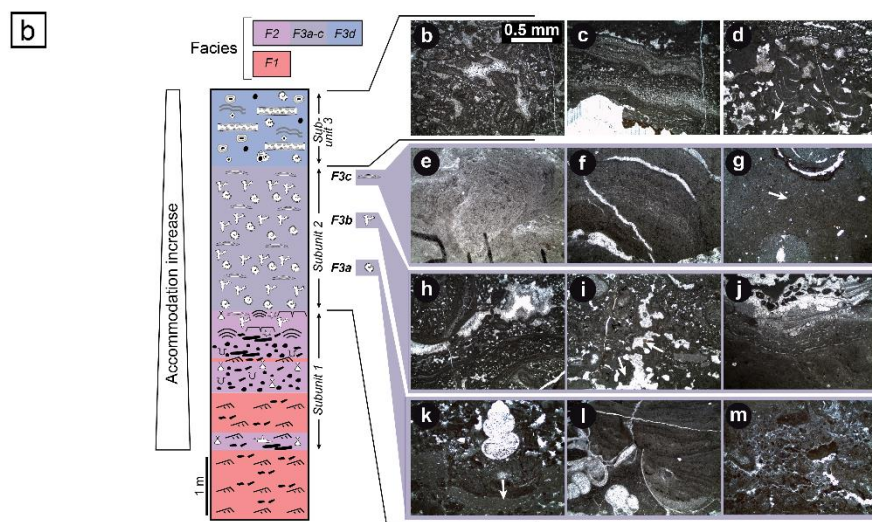 b
Facies
F2 F3a-c F3d
F1
Accommodation increase
1 m
Sub-
unit 3
Subunit 2
Subunit 1
F3c
F3b
F3a
b 0.5 mm c d
e f g
h i j
k l m